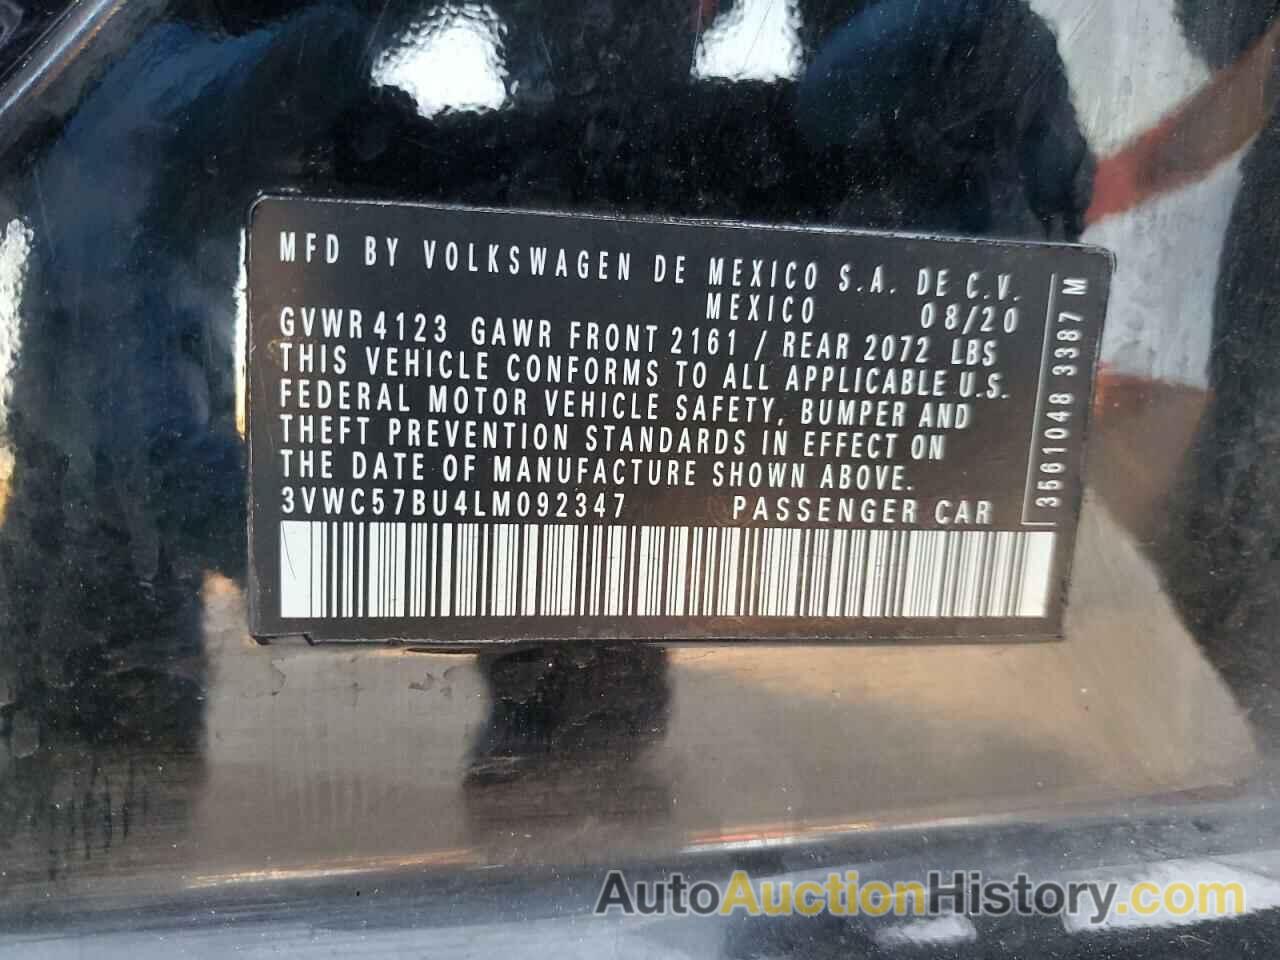 MFD BY VOLKSWAGEN DE MEXICO S.A. DE C.V.
MEXICO 08/20
GVWR 4123 GAWR FRONT 2161 / REAR 2072 LBS
THIS VEHICLE CONFORMS TO ALL APPLICABLE U.S.
FEDERAL MOTOR VEHICLE SAFETY, BUMPER AND
THEFT PREVENTION STANDARDS IN EFFECT ON
THE DATE OF MANUFACTURE SHOWN ABOVE.
3VWC57BU4LM092347 PASSENGER CAR
3561048 3387 M
AutoAuctionHistory.com